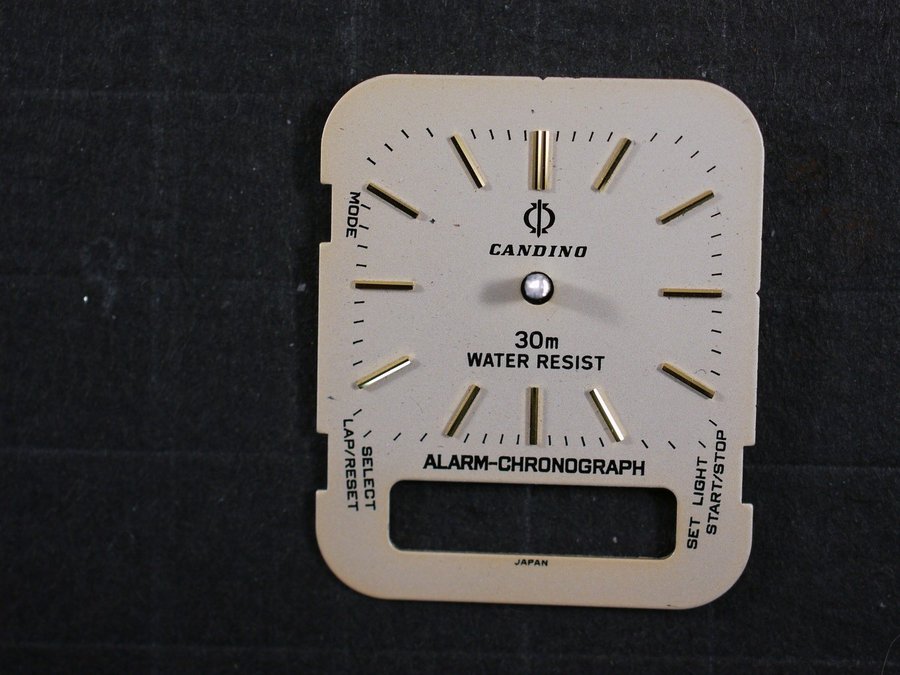 MODE
CANDINO
30m
WATER RESIST
ALARM-CHRONOGRAPH
LAP/RESET
SELECT
SET LIGHT
START/STOP
JAPAN